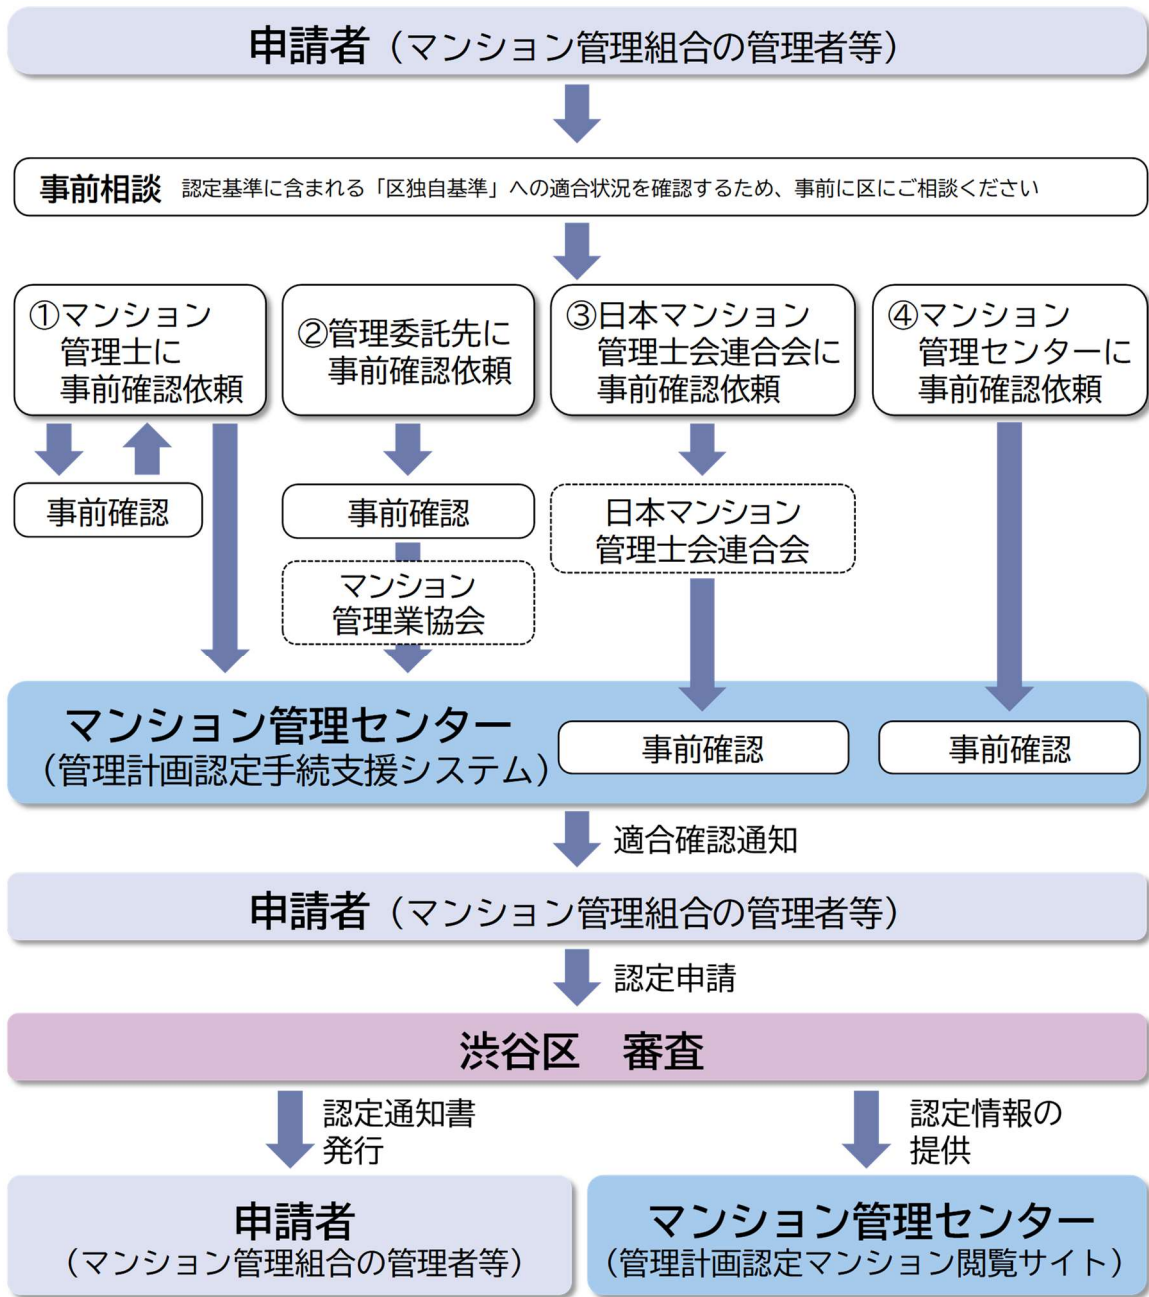 申請者（マンション管理組合の管理者等）
事前相談 認定基準に含まれる「区独自基準」への適合状況を確認するため、事前に区にご相談ください
①マンション
管理士に
事前確認依頼
②管理委託先に
事前確認依頼
③日本マンション
管理士会連合会に
事前確認依頼
④マンション
管理センターに
事前確認依頼
事前確認
事前確認
マンション
管理業協会
日本マンション
管理士会連合会
マンション管理センター
（管理計画認定手続支援システム）
事前確認
事前確認
適合確認通知
申請者（マンション管理組合の管理者等）
認定申請
渋谷区　審査
認定通知書
発行
認定情報の
提供
申請者
（マンション管理組合の管理者等）
マンション管理センター
（管理計画認定マンション閲覧サイト）